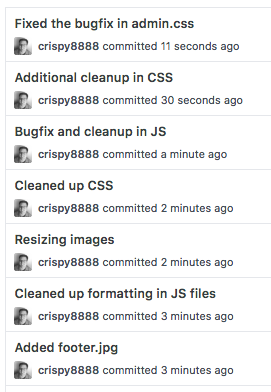 Fixed the bugfix in admin.css
crispy8888 committed 11 seconds ago
Additional cleanup in CSS
crispy8888 committed 30 seconds ago
Bugfix and cleanup in JS
crispy8888 committed a minute ago
Cleaned up CSS
crispy8888 committed 2 minutes ago
Resizing images
crispy8888 committed 2 minutes ago
Cleaned up formatting in JS files
crispy8888 committed 3 minutes ago
Added footer.jpg
crispy8888 committed 3 minutes ago